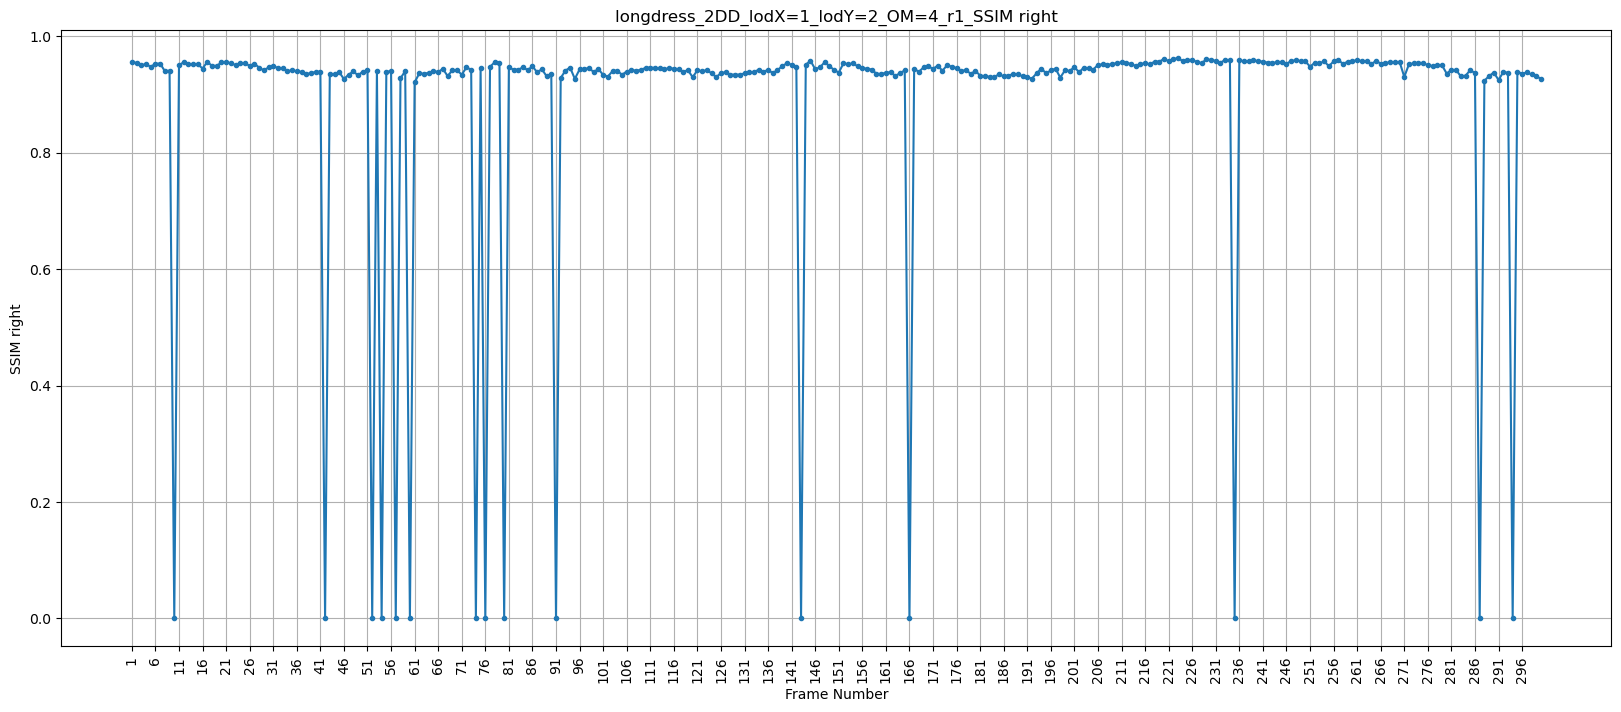 longdress_2DD_lodX=1_lodY=2_OM=4_r1_SSIM right
SSIM right
1.0
0.8
0.6
0.4
0.2
0.0
1 6 11 16 21 26 31 36 41 46 51 56 61 66 71 76 81 86 91 96 101 106 111 116 121 126 131 136 141 146 151 156 161 166 171 176 181 186 191 196 201 206 211 216 221 226 231 236 241 246 251 256 261 266 271 276 281 286 291 296
Frame Number